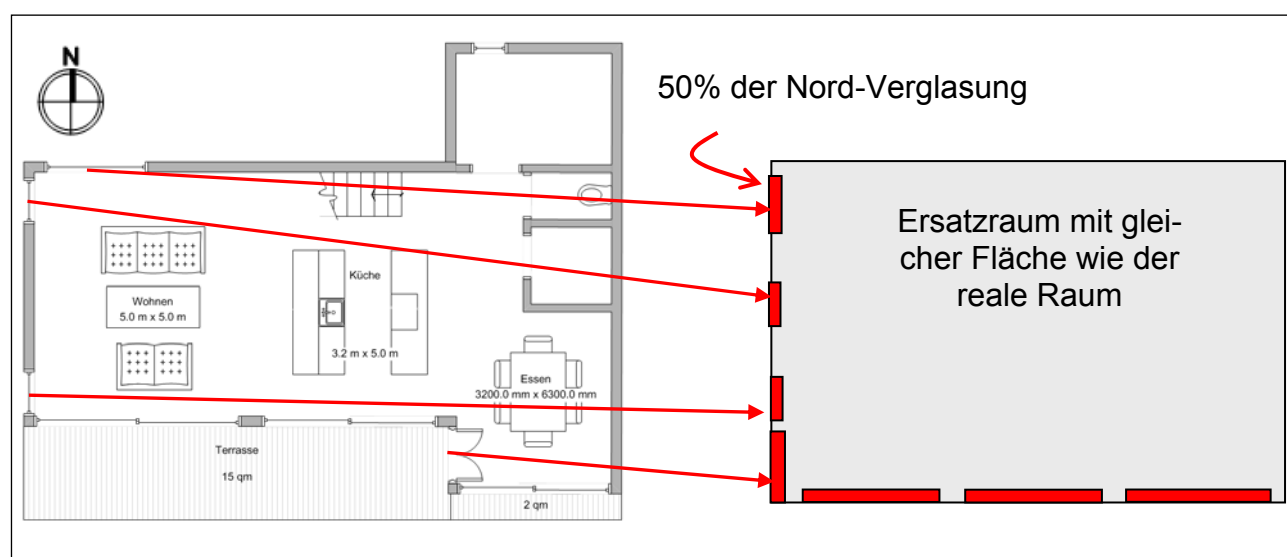 N
50% der Nord-Verglasung
Ersatzraum mit glei-
cher Fläche wie der
reale Raum
Küche
Wohnen
5.0 m x 5.0 m
3.2 m x 5.0 m
Essen
3200.0 mm x 6300.0 mm
Terrasse
15 qm
2 qm